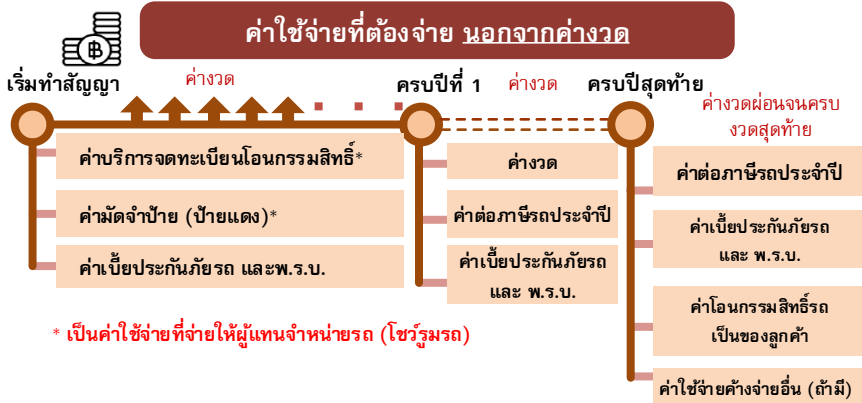 ค่าใช้จ่ายที่ต้องจ่าย นอกจากค่างวด
฿
เริ่มทำสัญญา
ค่างวด
ครบปีที่ 1
ค่างวด
ครบปีสุดท้าย
ค่างวดผ่อนจนครบ
งวดสุดท้าย
ค่าบริการจดทะเบียนโอนกรรมสิทธิ์*
ค่ามัดจำป้าย (ป้ายแดง)*
ค่าเบี้ยประกันภัยรถ และพ.ร.บ.
ค่างวด
ค่าต่อภาษีรถประจำปี
ค่าเบี้ยประกันภัยรถ
และ พ.ร.บ.
ค่าต่อภาษีรถประจำปี
ค่าเบี้ยประกันภัยรถ
และ พ.ร.บ.
ค่าโอนกรรมสิทธิ์รถ
เป็นของลูกค้า
ค่าใช้จ่ายค้างจ่ายอื่น (ถ้ามี)
* เป็นค่าใช้จ่ายที่จ่ายให้ผู้แทนจำหน่ายรถ (โชว์รูมรถ)